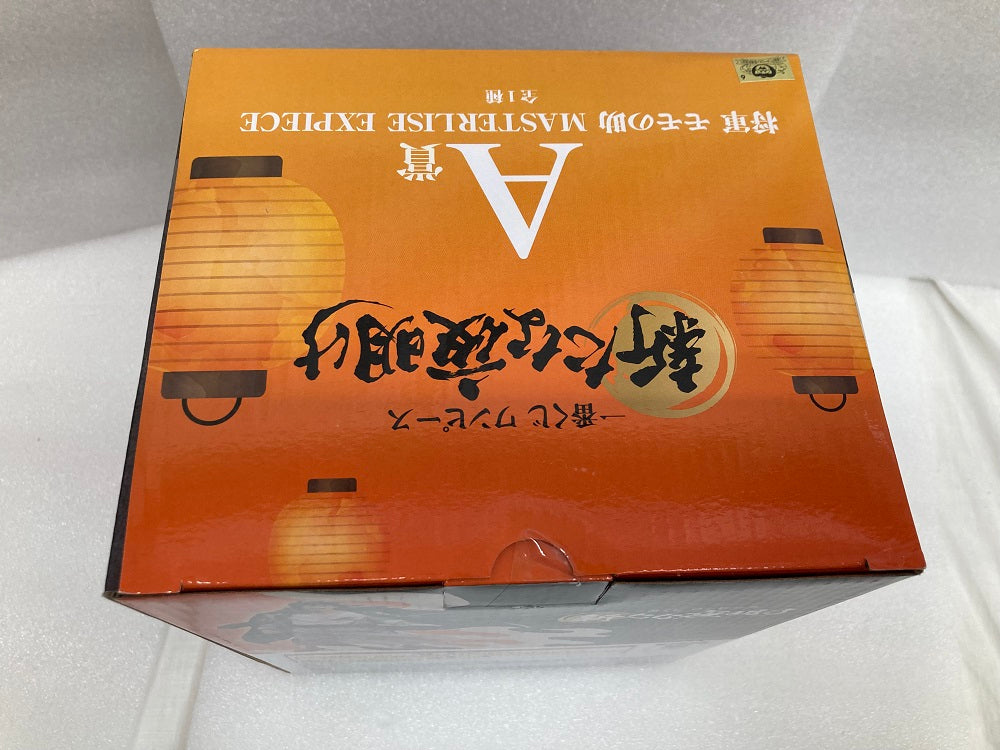 一番くじ ワンピース
新たな夜明け
A賞
将軍 モモの助 MASTERLISE EXPIECE
全1種